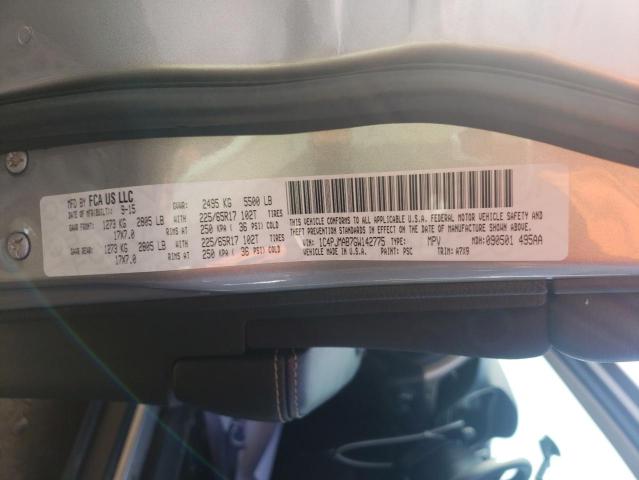 MFD BY FCA US LLC
DATE OF MFR(BUILT): 9-15
GVWR: 2495 KG 5500 LB
GAWR FRONT: 1273 KG 2805 LB WITH 225/65R17 102T TIRES
17X7.0 RIMS AT 250 KPA ( 36 PSI) COLD
GAWR REAR: 1273 KG 2805 LB WITH 225/65R17 102T TIRES
17X7.0 RIMS AT 250 KPA ( 36 PSI) COLD
THIS VEHICLE CONFORMS TO ALL APPLICABLE U.S.A. FEDERAL MOTOR VEHICLE SAFETY AND
THEFT PREVENTION STANDARDS IN EFFECT ON THE DATE OF MANUFACTURE SHOWN ABOVE.
VIN: 1C4PJMAB7GW142775 TYPE: MPV MDH: 090501 495AA
VEHICLE MADE IN U.S.A. PAINT: PSC TRIM: A7X9